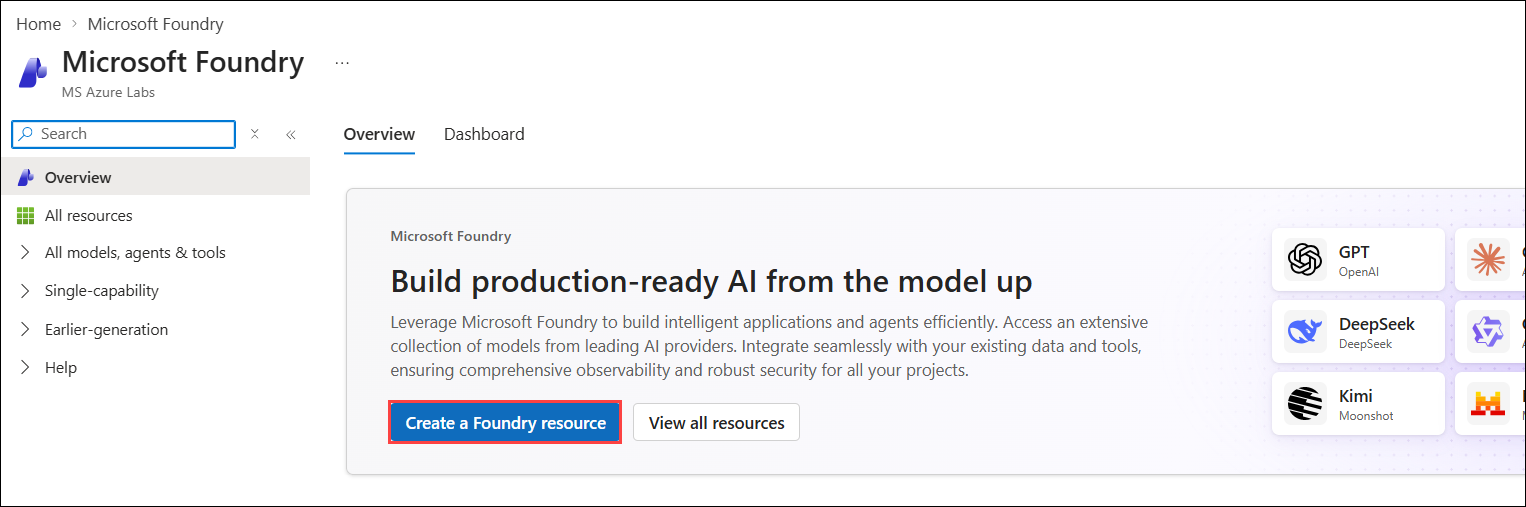 Home > Microsoft Foundry
Microsoft Foundry ...
MS Azure Labs
Search
Overview
All resources
All models, agents & tools
Single-capability
Earlier-generation
Help
Overview Dashboard
Microsoft Foundry
Build production-ready AI from the model up
Leverage Microsoft Foundry to build intelligent applications and agents efficiently. Access an extensive
collection of models from leading AI providers. Integrate seamlessly with your existing data and tools,
ensuring comprehensive observability and robust security for all your projects.
Create a Foundry resource View all resources
GPT
OpenAI
DeepSeek
DeepSeek
Kimi
Moonshot